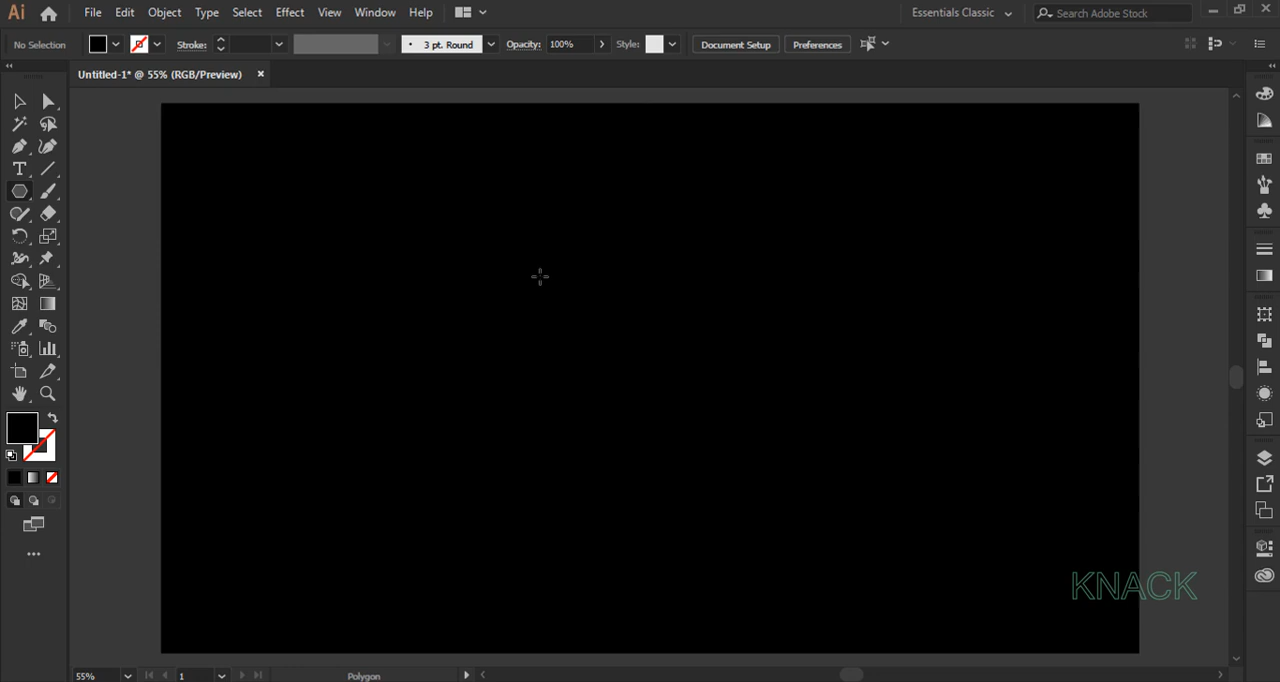 Ai File Edit Object Type Select Effect View Window Help Essentials Classic Search Adobe Stock
No Selection Stroke: 3 pt. Round Opacity: 100% Style: Document Setup Preferences
Untitled-1* @ 55% (RGB/Preview)
KNACK
55% 1 Polygon